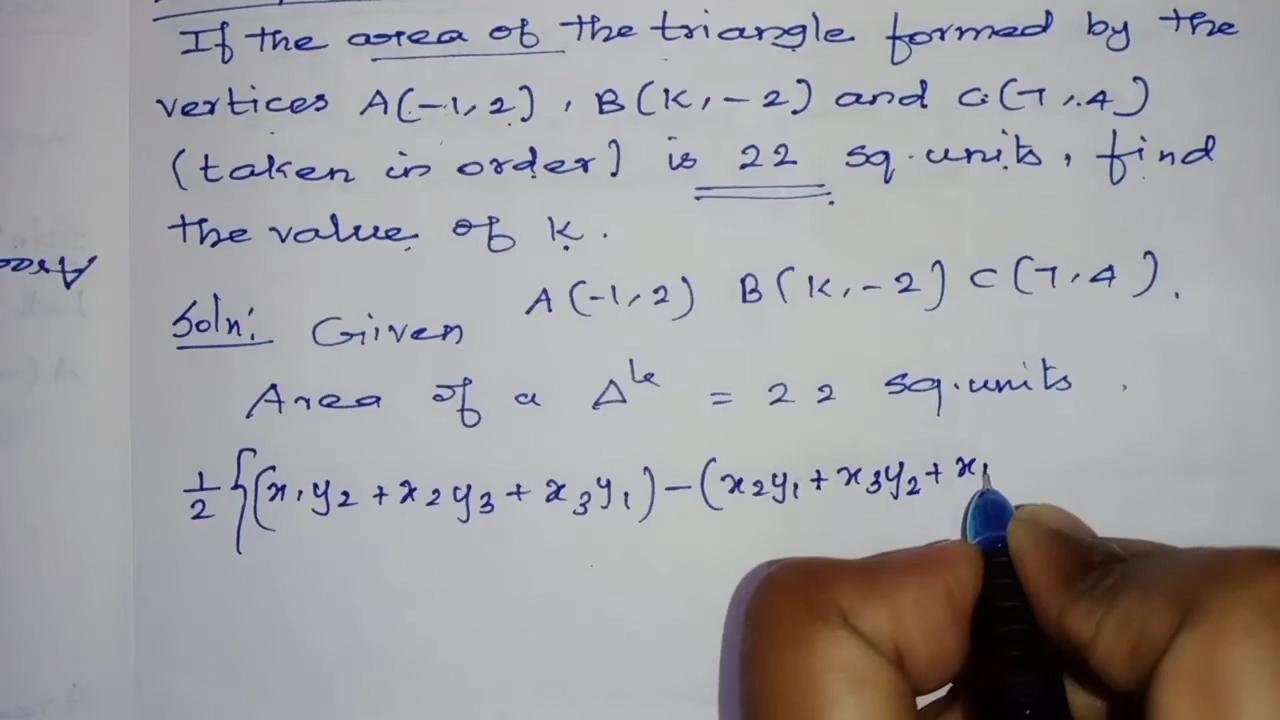 If the area of the triangle formed by the
vertices A(-1,2), B(K,-2) and C(7,4)
(taken in order) is 22 sq.units, find
the value of K.
Soln: Given A(-1,2) B(K,-2) C(7,4).
Area of a Δle = 22 sq.units.
1/2 {(x₁y₂ + x₂y₃ + x₃y₁) - (x₂y₁ + x₃y₂ + x₁
Area